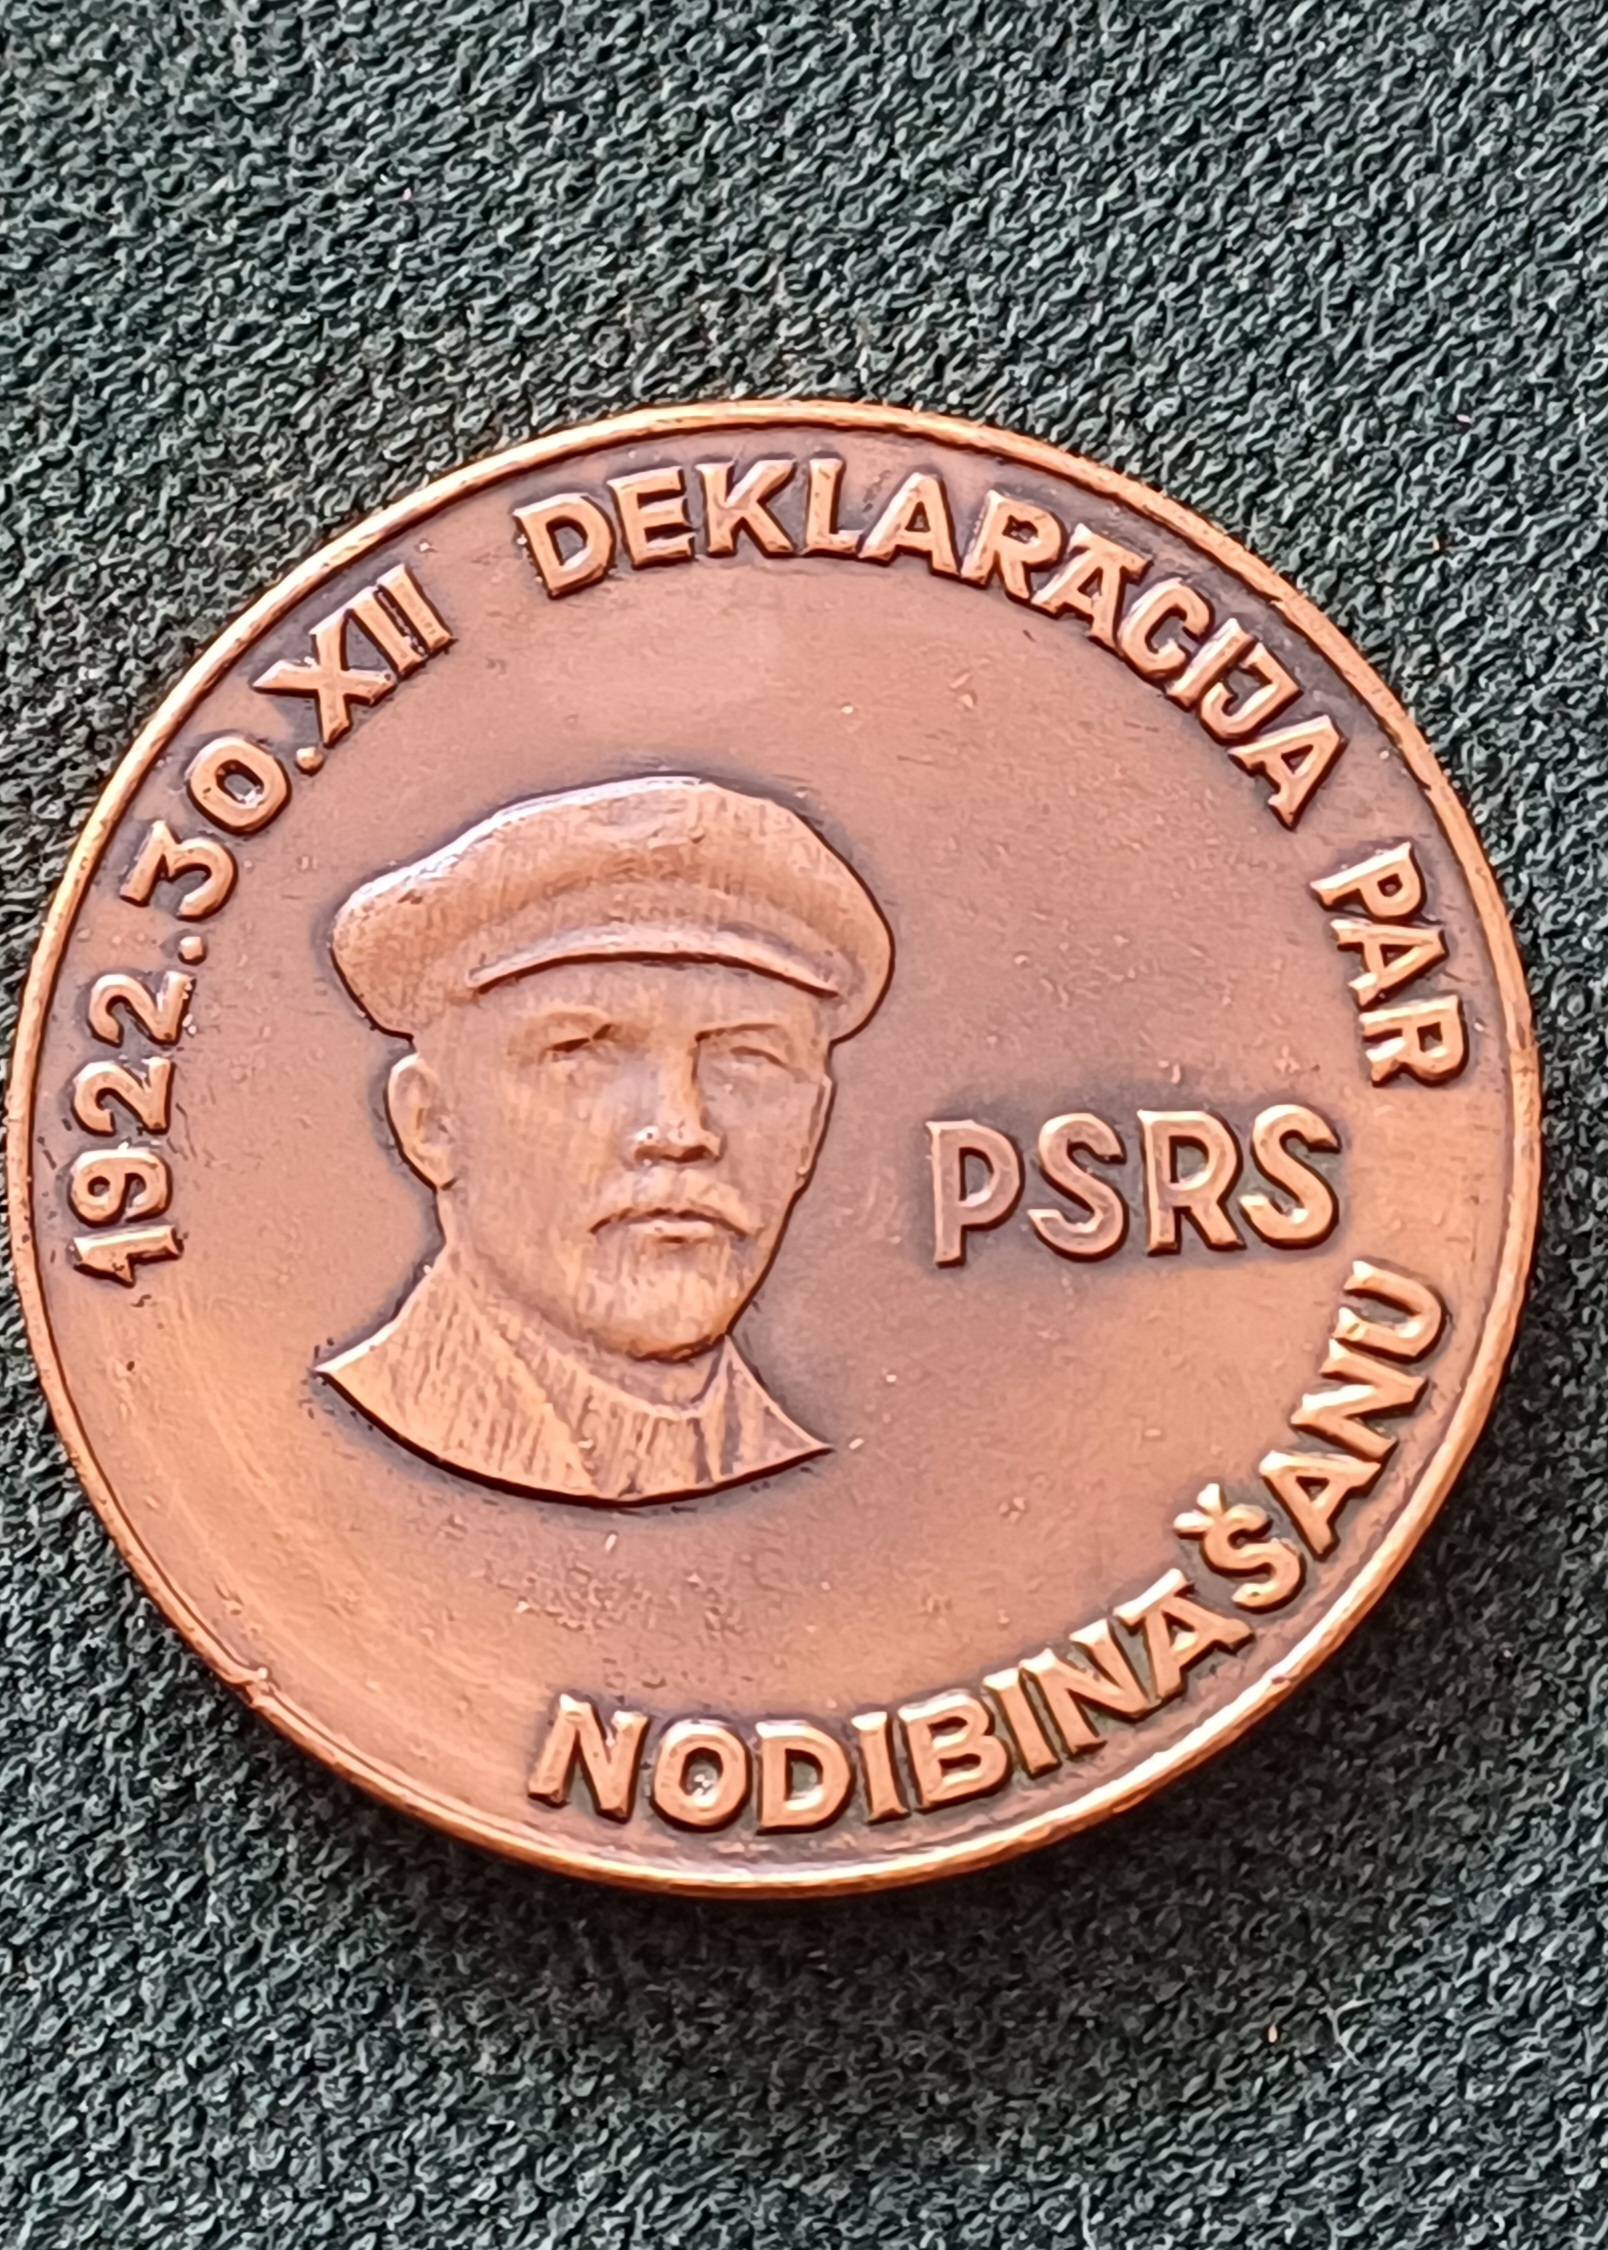 1922.30.XII DEKLARĀCIJA PAR
PSRS
NODIBINĀŠANU